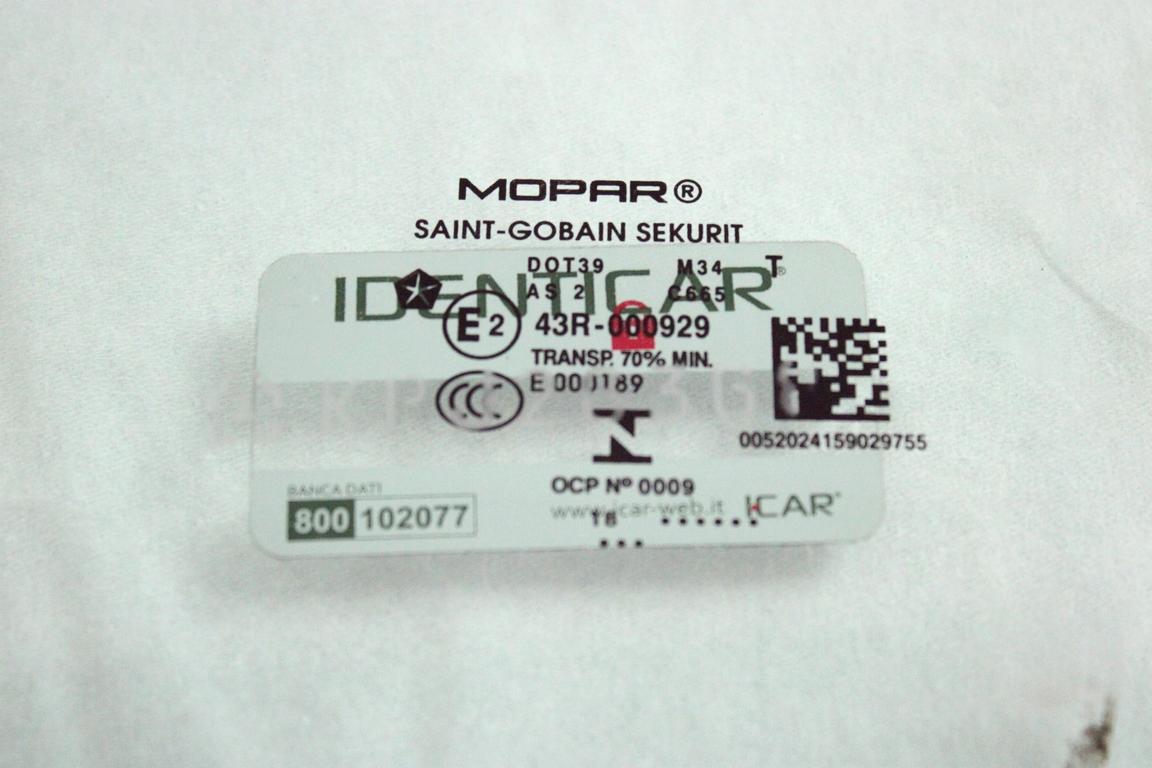 MOPAR®
SAINT-GOBAIN SEKURIT
DOT39 M34 T
IDENTICAR®
AS 2 C665
E2 43R-000929
TRANSP. 70% MIN.
CCC
0052024159029755
OCP Nº 0009
BANCA DATI
800 102077
www.icar-web.it ICAR®
18 ......
...